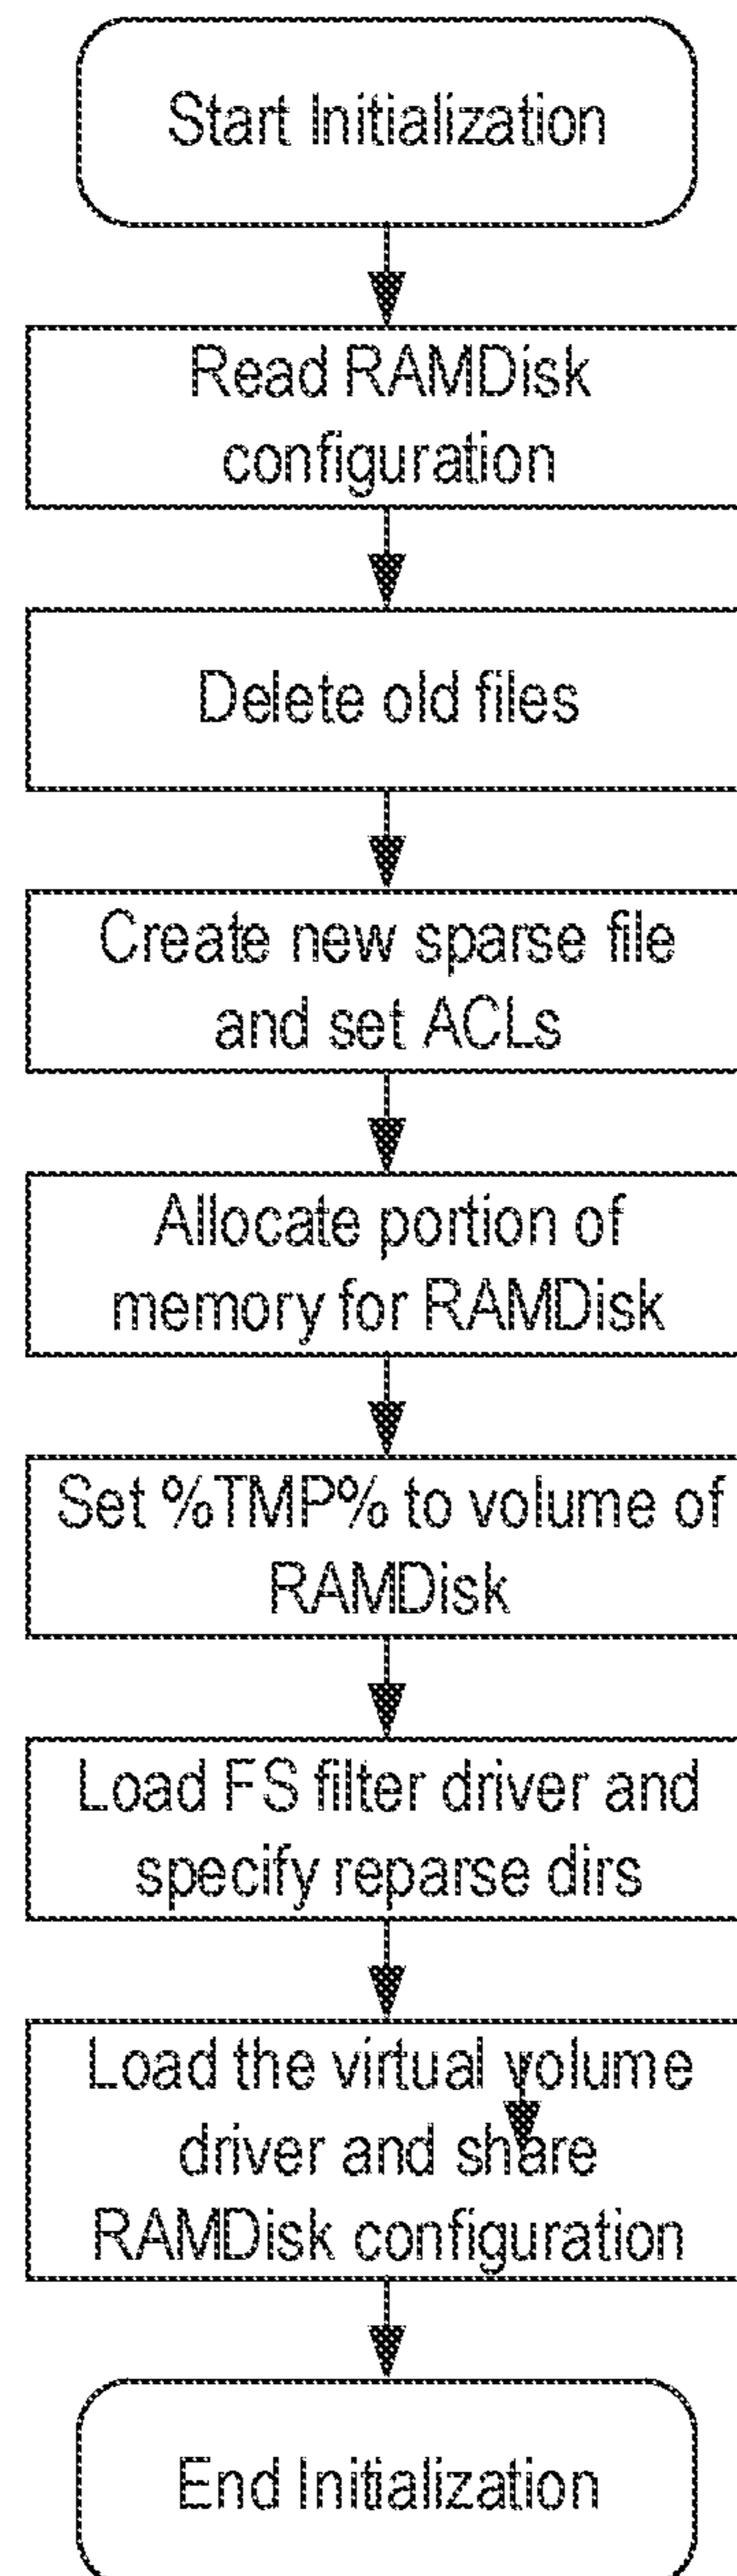 Start Initialization
Read RAMDisk
configuration
Delete old files
Create new sparse file
and set ACLs
Allocate portion of
memory for RAMDisk
Set %TMP% to volume of
RAMDisk
Load FS filter driver and
specify reparse dirs
Load the virtual volume
driver and share
RAMDisk configuration
End Initialization